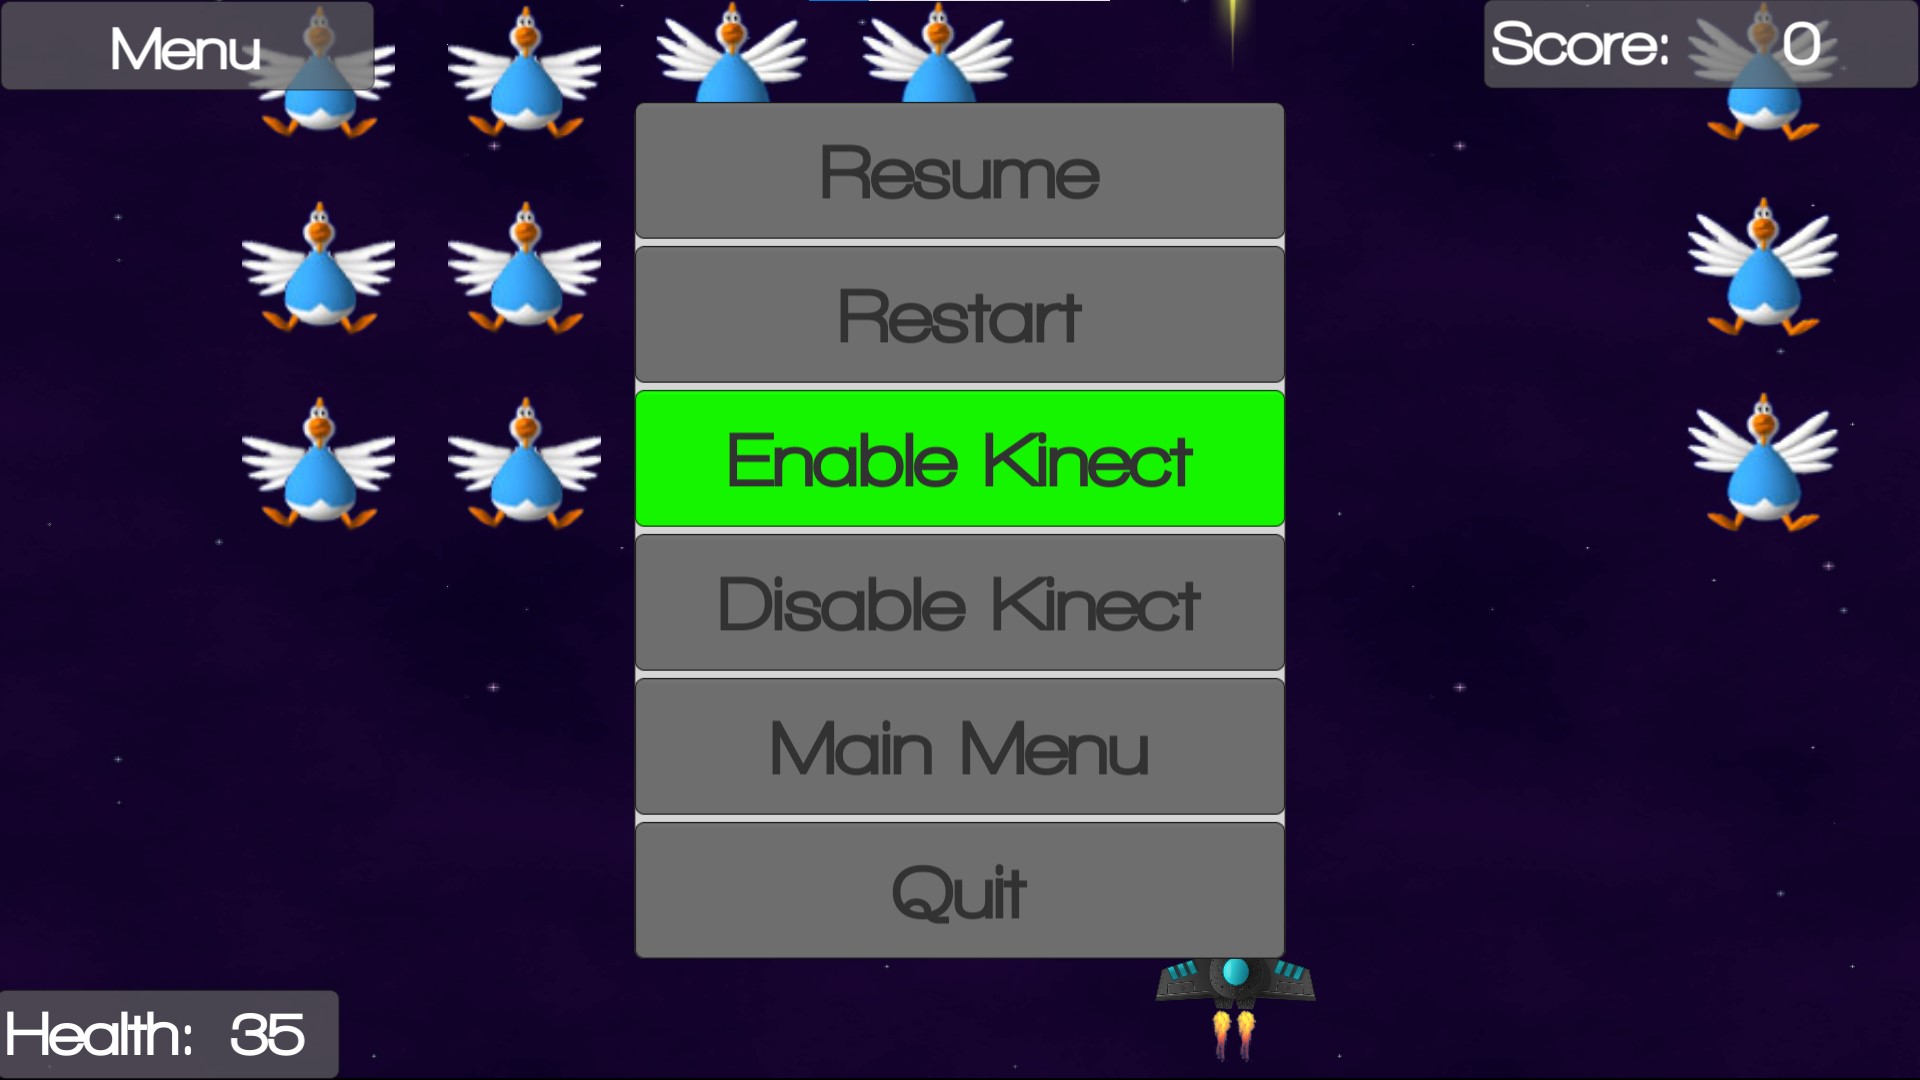 Menu
Score: 0
Resume
Restart
Enable Kinect
Disable Kinect
Main Menu
Quit
Health: 35